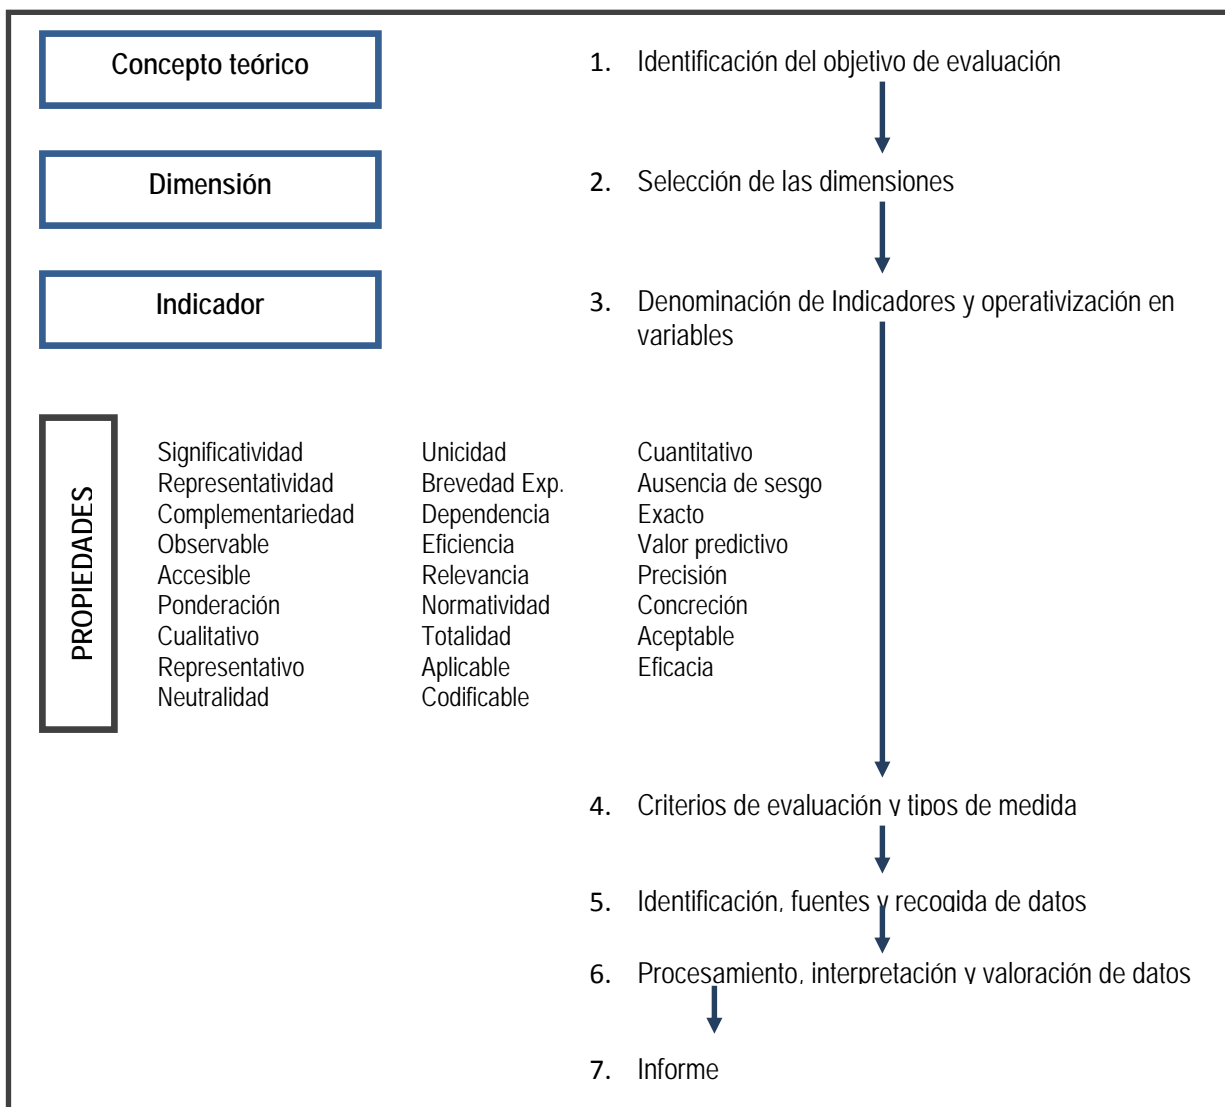 Concepto teórico
1. Identificación del objetivo de evaluación
Dimensión
2. Selección de las dimensiones
Indicador
3. Denominación de Indicadores y operativización en
variables
PROPIEDADES
Significatividad
Representatividad
Complementariedad
Observable
Accesible
Ponderación
Cualitativo
Representativo
Neutralidad
Unicidad
Brevedad Exp.
Dependencia
Eficiencia
Relevancia
Normatividad
Totalidad
Aplicable
Codificable
Cuantitativo
Ausencia de sesgo
Exacto
Valor predictivo
Precisión
Concreción
Aceptable
Eficacia
4. Criterios de evaluación y tipos de medida
5. Identificación, fuentes y recogida de datos
6. Procesamiento, interpretación y valoración de datos
7. Informe